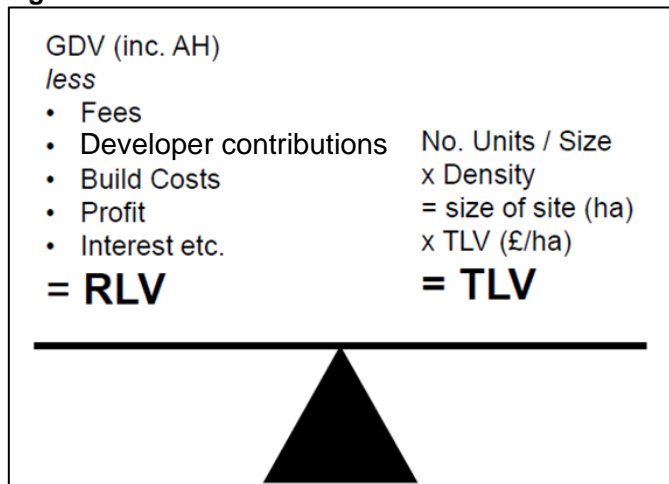 GDV (inc. AH)
less
• Fees
• Developer contributions
• Build Costs
• Profit
• Interest etc.
= RLV
No. Units / Size
x Density
= size of site (ha)
x TLV (£/ha)
= TLV